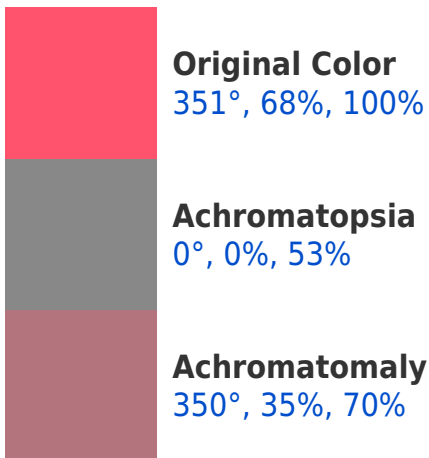 Original Color
351°, 68%, 100%
Achromatopsia
0°, 0%, 53%
Achromatomaly
350°, 35%, 70%